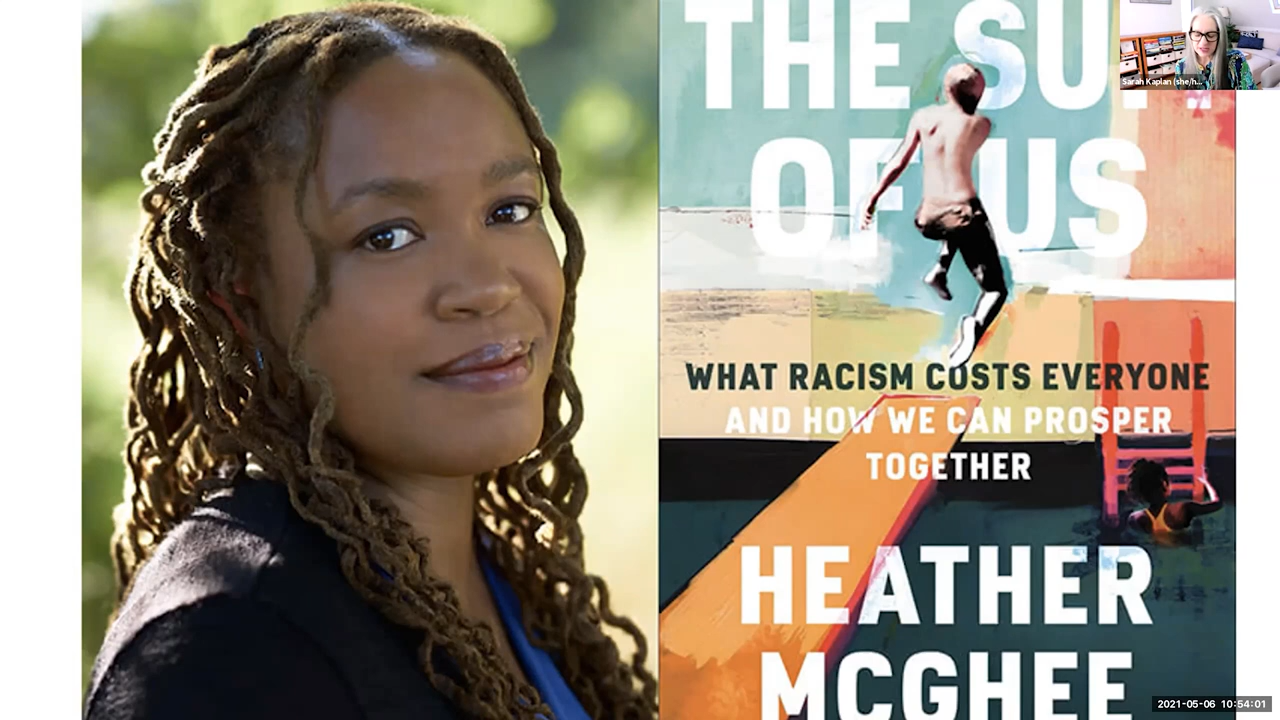 THE SUM
OF US
WHAT RACISM COSTS EVERYONE
AND HOW WE CAN PROSPER
TOGETHER
HEATHER
MCGHEE
Sarah Kaplan (she/h...
2021-05-06 10:54:01